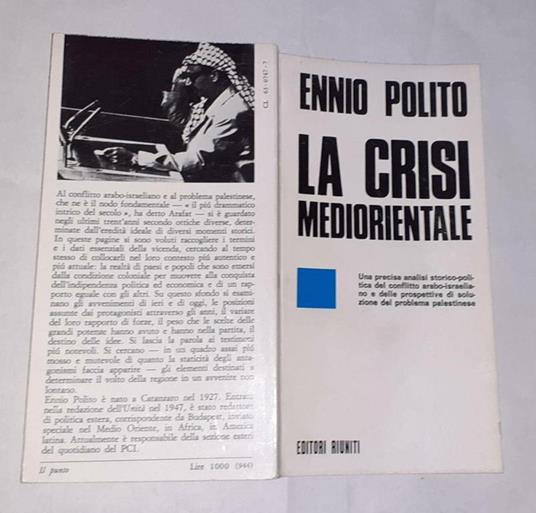 CL 63-0747-7
Al conflitto arabo-israeliano e al problema palestinese,
che ne è il nodo fondamentale — « il più drammatico
intrico del secolo », ha detto Arafat — si è guardato
negli ultimi trent'anni secondo ottiche diverse, deter-
minate dall'eredità ideale di diversi momenti storici.
In queste pagine si sono voluti raccogliere i termini
e i dati essenziali della vicenda, cercando al tempo
stesso di collocarli nel loro contesto più autentico e
più attuale: la realtà di paesi e popoli che sono emersi
dalla condizione coloniale per muovere alla conquista
dell'indipendenza politica ed economica e di un rap-
porto eguale con gli altri. Su questo sfondo si esami-
nano gli avvenimenti di ieri e di oggi, le posizioni
assunte dai protagonisti attraverso gli anni, il variare
del loro rapporto di forze, il peso che le scelte delle
grandi potenze hanno avuto e hanno nella partita, il
destino delle idee. Si lascia la parola ai testimoni
più notevoli. Si cercano — in un quadro assai più
mosso e mutevole di quanto la staticità degli anta-
gonismi faccia apparire — gli elementi destinati a
determinare il volto della regione in un avvenire non
lontano.
Ennio Polito è nato a Catanzaro nel 1927. Entrato
nella redazione dell'Unità nel 1947, è stato redattore
di politica estera, corrispondente da Budapest, inviato
speciale nel Medio Oriente, in Africa, in America
latina. Attualmente è responsabile della sezione esteri
del quotidiano del PCI.
Il punto
Lire 1000 (944)
ENNIO POLITO
LA CRISI
MEDIORIENTALE
Una precisa analisi storico-poli-
tica del conflitto arabo-israelia-
no e delle prospettive di solu-
zione del problema palestinese
EDITORI RIUNITI